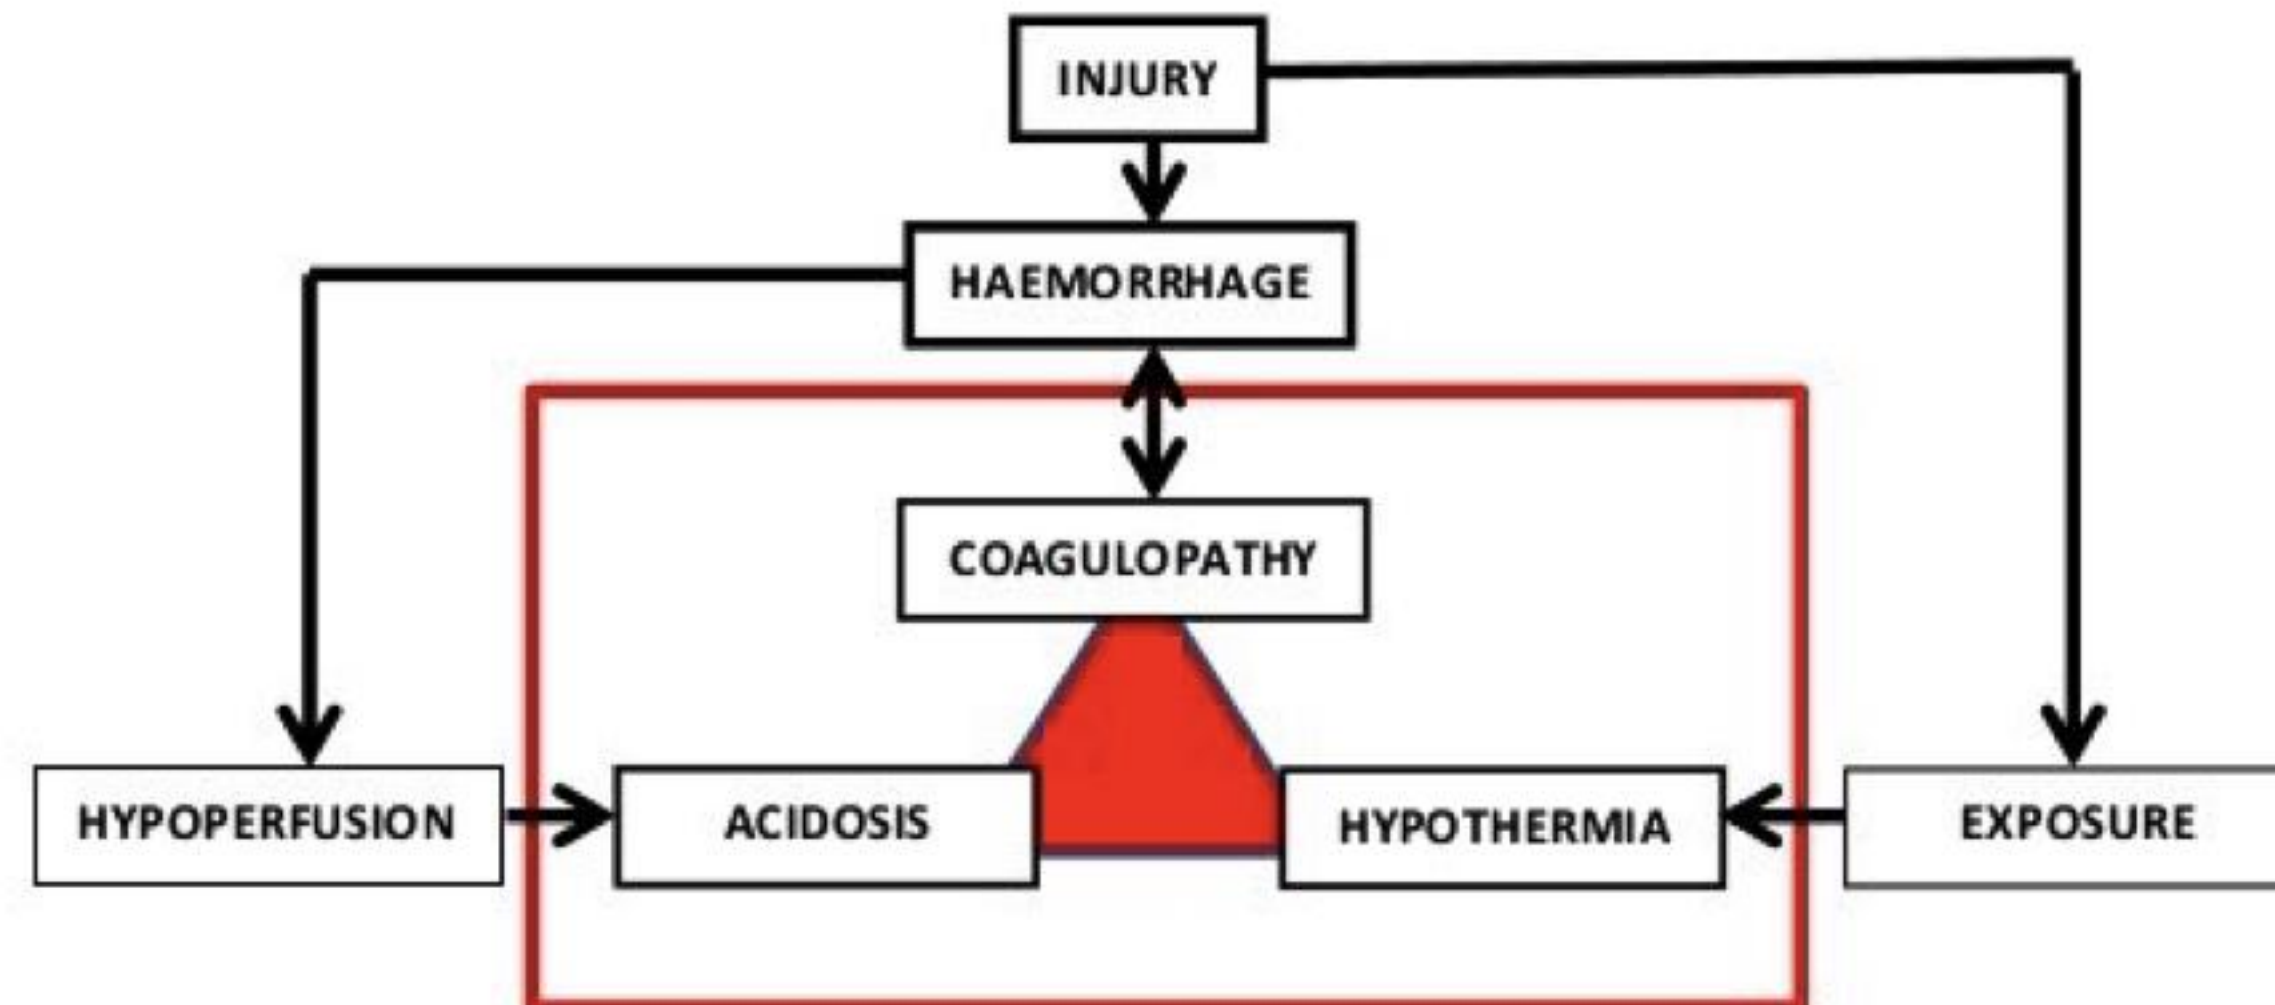 INJURY
HAEMORRHAGE
COAGULOPATHY
HYPOPERFUSION
ACIDOSIS
HYPOTHERMIA
EXPOSURE